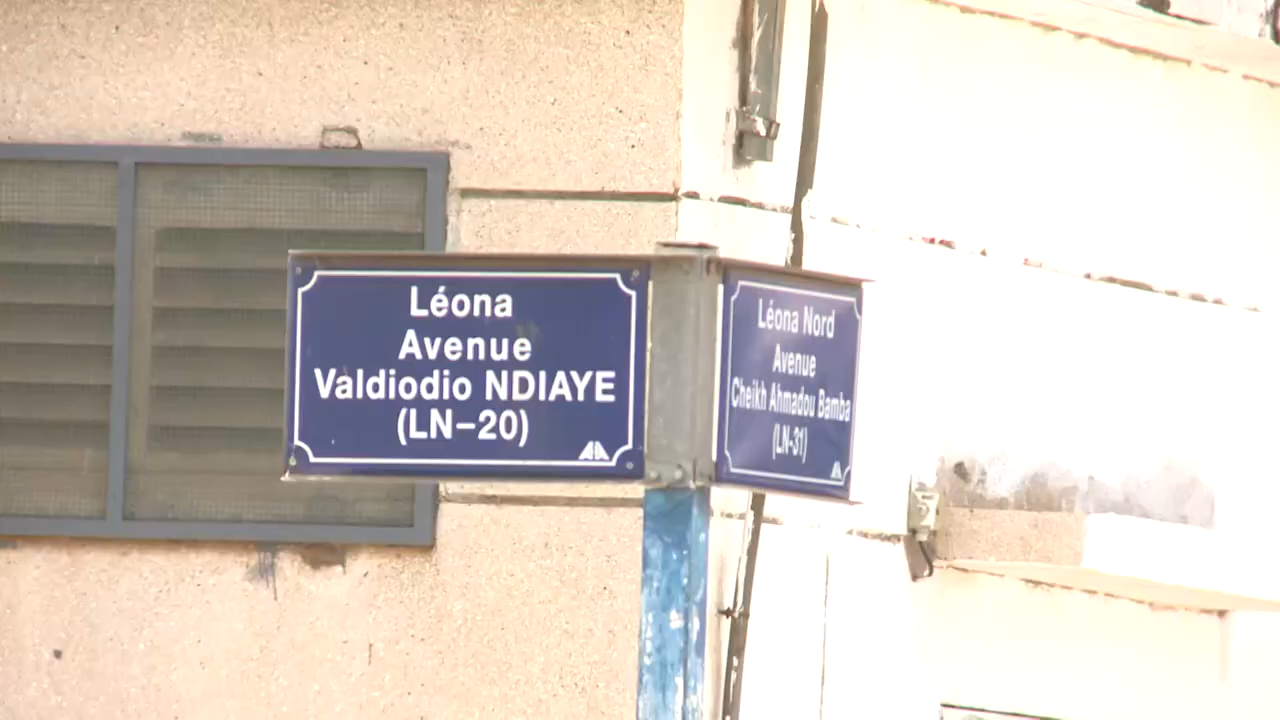 Léona
Avenue
Valdiodio NDIAYE
(LN-20)
Léona Nord
Avenue
Cheikh Ahmadou Bamba
(LN-31)